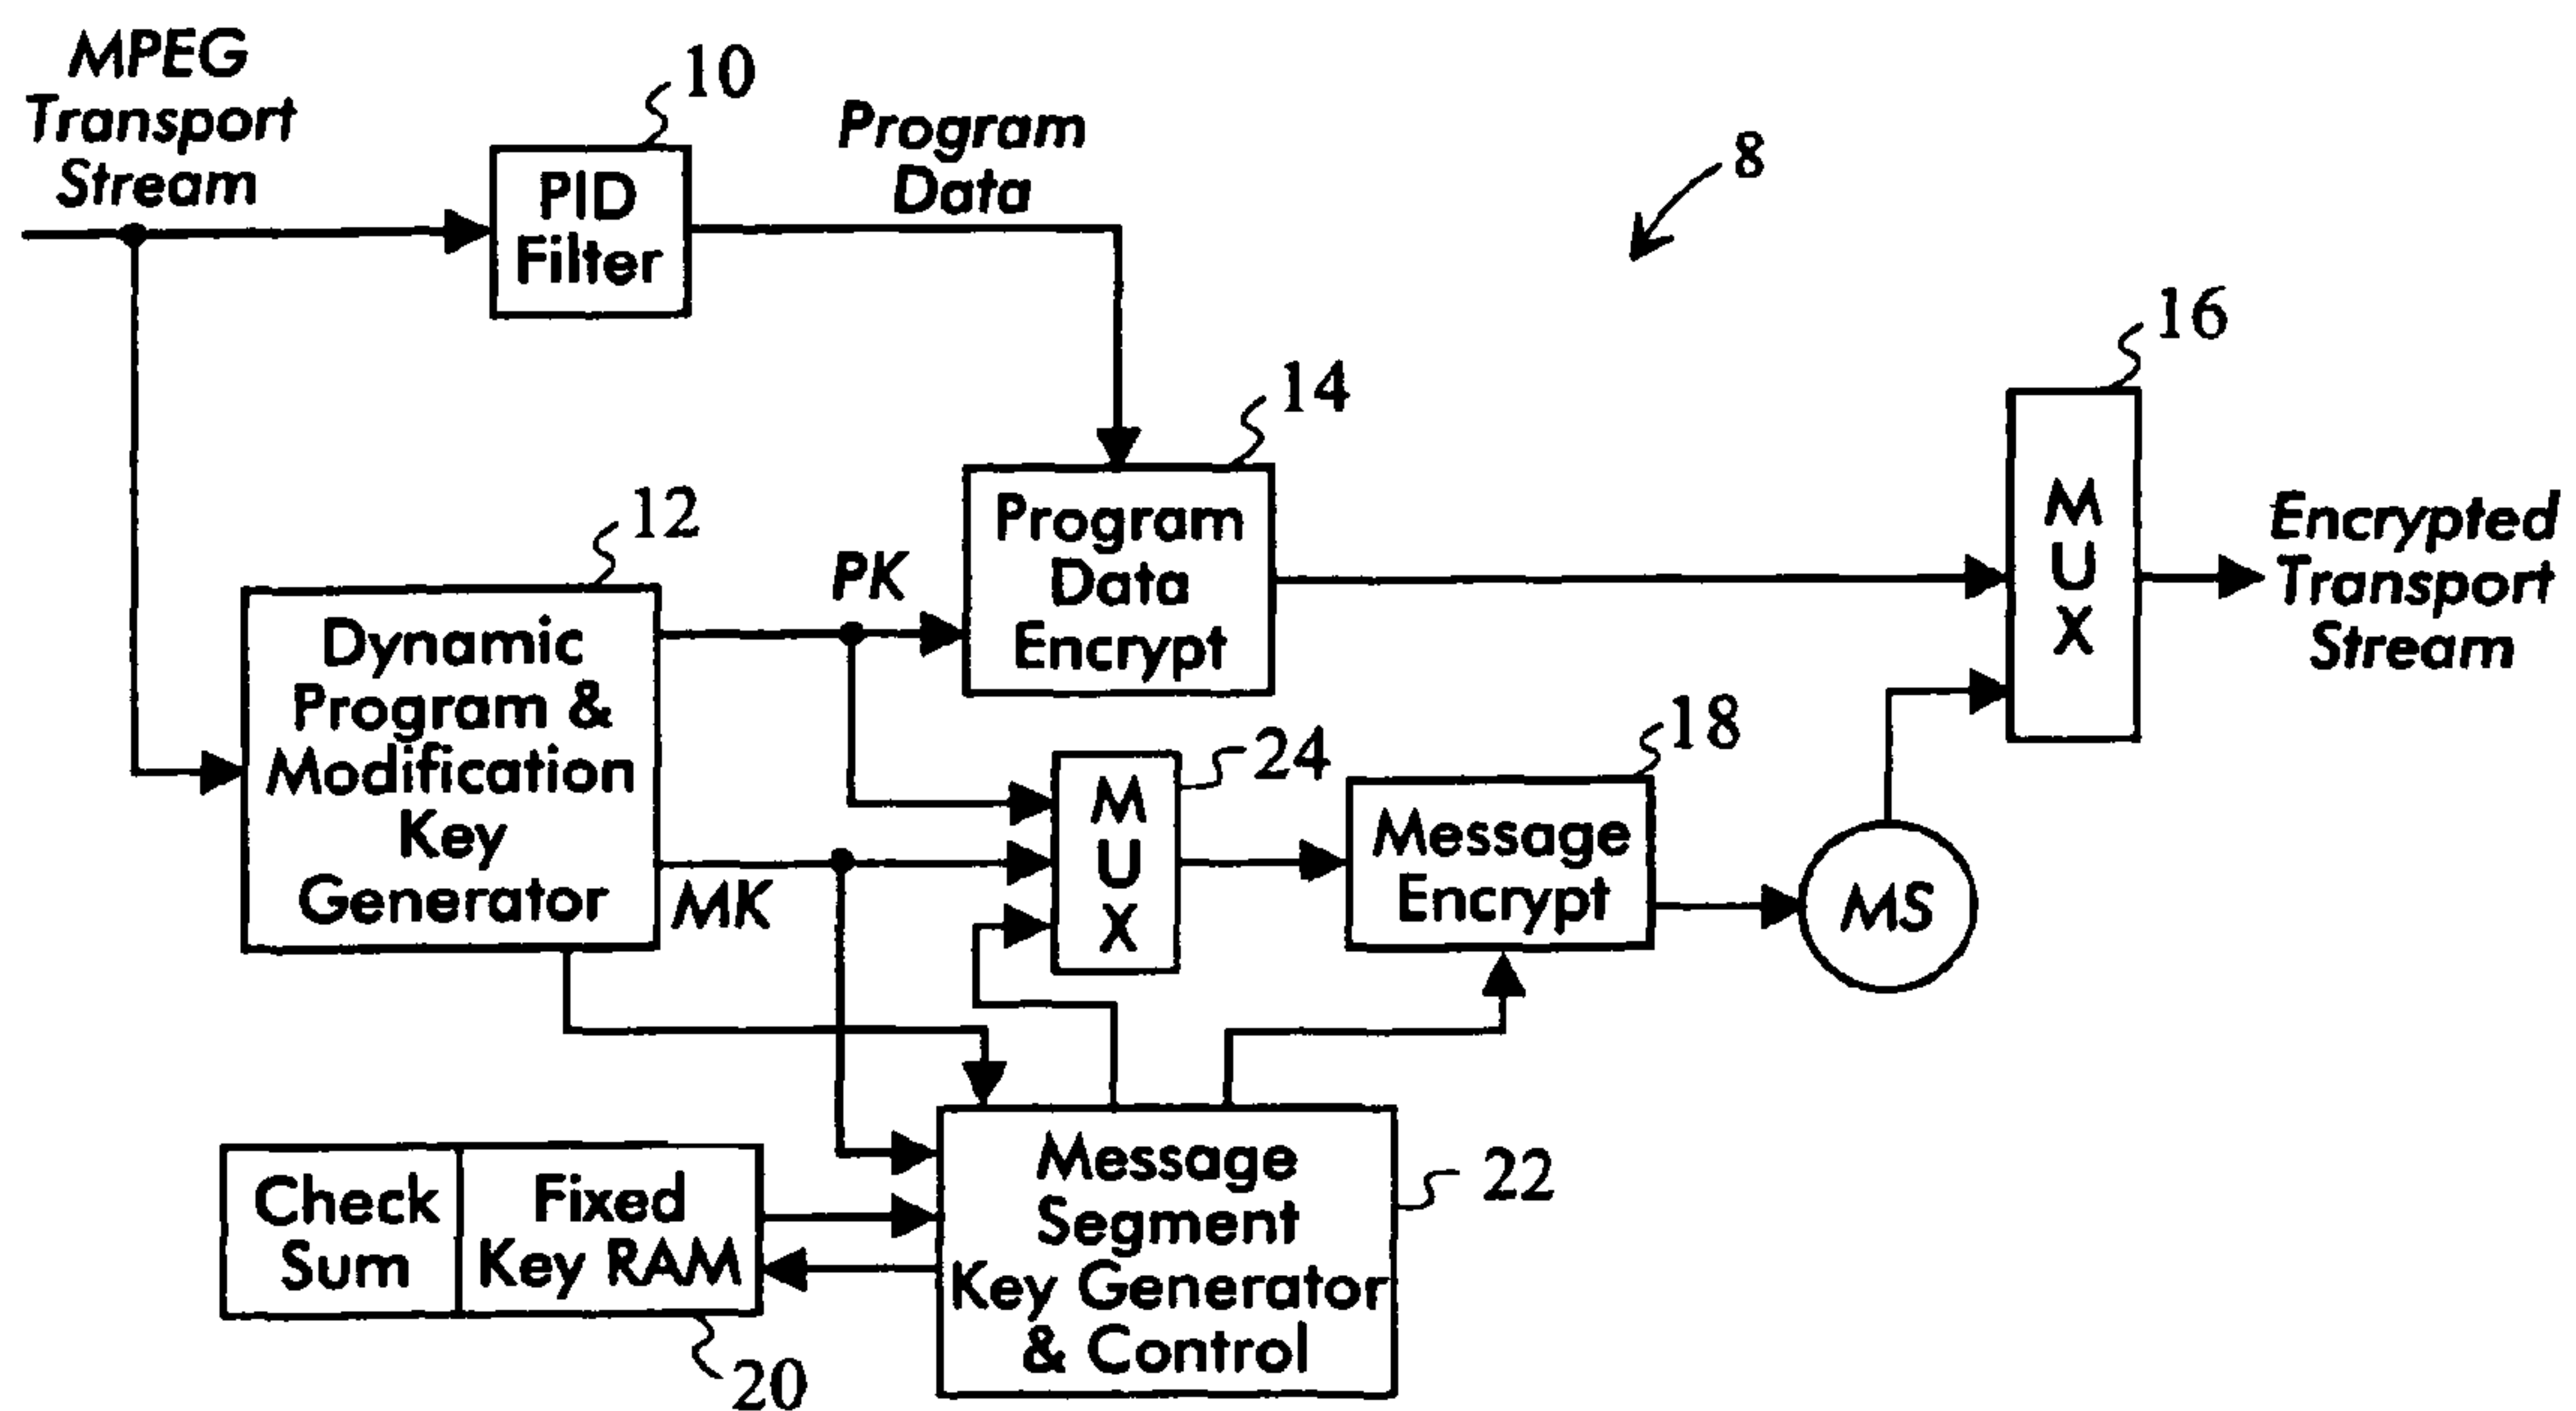 MPEG
Transport
Stream
10
PID
Filter
Program
Data
8
16
14
12
Program
Data
Encrypt
PK
M
U
X
Encrypted
Transport
Stream
Dynamic
Program &
Modification
Key
Generator
MK
24
M
U
X
18
Message
Encrypt
MS
Check
Sum
Fixed
Key RAM
20
Message
Segment
Key Generator
& Control
22